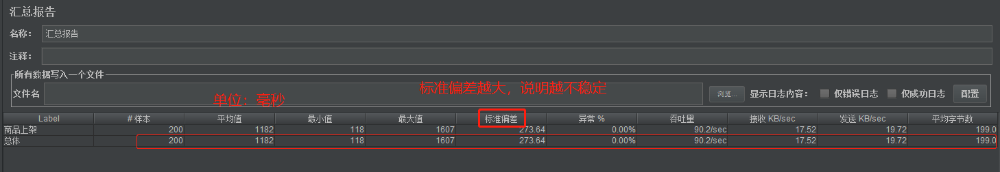 汇总报告
名称： 汇总报告
注释：
所有数据写入一个文件
文件名 浏览... 显示日志内容： 仅错误日志 仅成功日志 配置
标准偏差越大，说明越不稳定
单位：毫秒
Label # 样本 平均值 最小值 最大值 标准偏差 异常 % 吞吐量 接收 KB/sec 发送 KB/sec 平均字节数
商品上架 200 1182 118 1607 273.64 0.00% 90.2/sec 17.52 19.72 199.0
总体 200 1182 118 1607 273.64 0.00% 90.2/sec 17.52 19.72 199.0